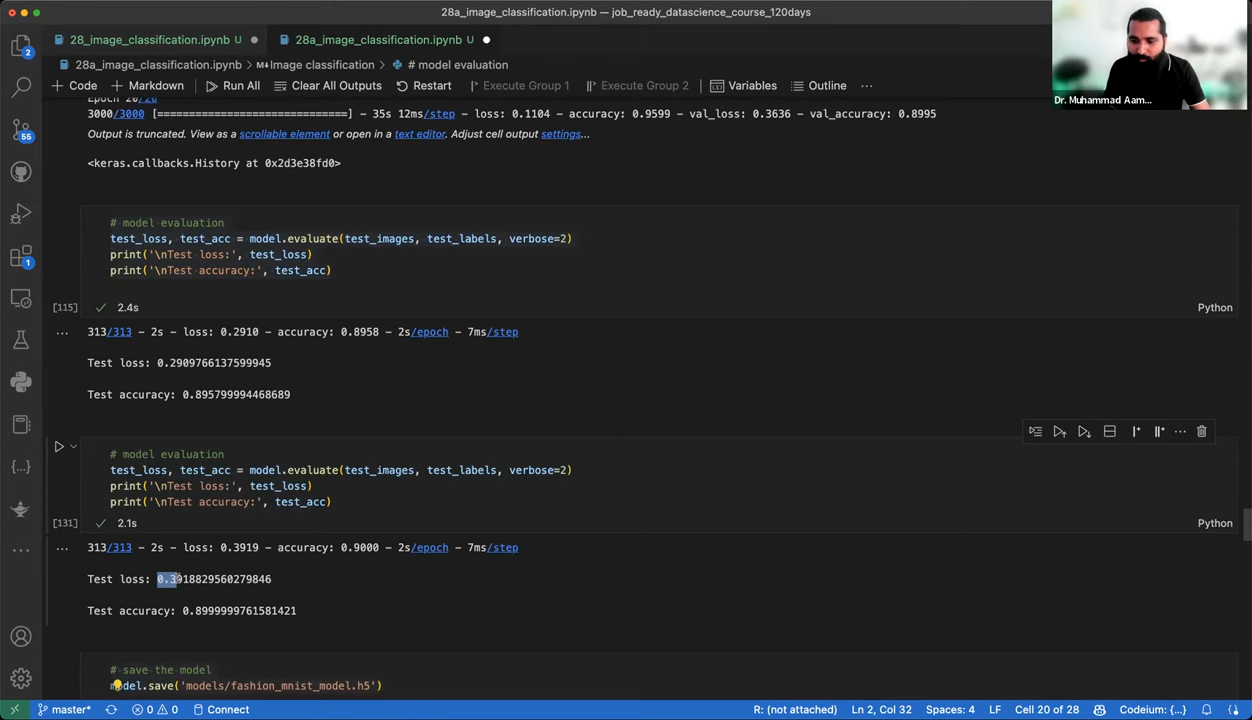 28a_image_classification.ipynb — job_ready_datascience_course_120days
28_image_classification.ipynb U
28a_image_classification.ipynb U
28a_image_classification.ipynb > Image classification > # model evaluation
+ Code + Markdown Run All Clear All Outputs Restart Execute Group 1 Execute Group 2 Variables Outline ...
Dr. Muhammad Aam...
Epoch 20/20
3000/3000 [==============================] - 35s 12ms/step - loss: 0.1104 - accuracy: 0.9599 - val_loss: 0.3636 - val_accuracy: 0.8995
Output is truncated. View as a scrollable element or open in a text editor. Adjust cell output settings...
<keras.callbacks.History at 0x2d3e38fd0>
# model evaluation
test_loss, test_acc = model.evaluate(test_images, test_labels, verbose=2)
print('\nTest loss:', test_loss)
print('\nTest accuracy:', test_acc)
[115] 2.4s Python
313/313 - 2s - loss: 0.2910 - accuracy: 0.8958 - 2s/epoch - 7ms/step
Test loss: 0.2909766137599945
Test accuracy: 0.895799994468689
# model evaluation
test_loss, test_acc = model.evaluate(test_images, test_labels, verbose=2)
print('\nTest loss:', test_loss)
print('\nTest accuracy:', test_acc)
[131] 2.1s Python
313/313 - 2s - loss: 0.3919 - accuracy: 0.9000 - 2s/epoch - 7ms/step
Test loss: 0.3918829560279846
Test accuracy: 0.8999999761581421
# save the model
model.save('models/fashion_mnist_model.h5')
2
55
1
master* 0 0 Connect R: (not attached) Ln 2, Col 32 Spaces: 4 LF Cell 20 of 28 Codeium: {...}